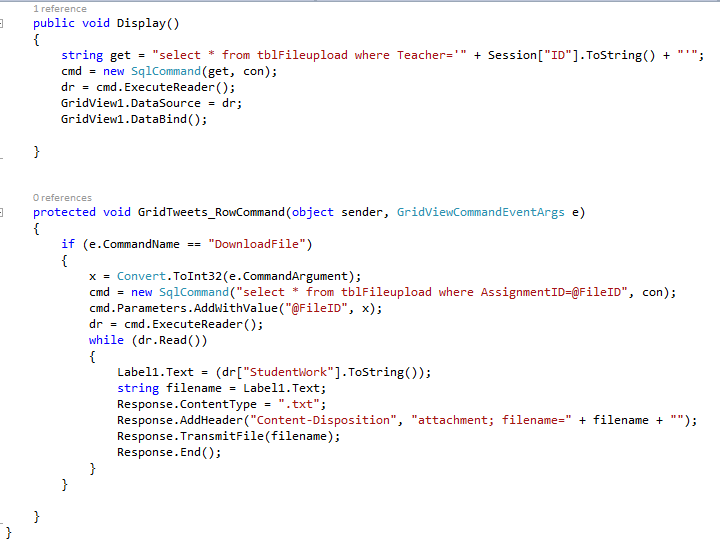 1 reference
public void Display()
{
string get = "select * from tblFileupload where Teacher='" + Session["ID"].ToString() + "'";
cmd = new SqlCommand(get, con);
dr = cmd.ExecuteReader();
GridView1.DataSource = dr;
GridView1.DataBind();
}
0 references
protected void GridTweets_RowCommand(object sender, GridViewCommandEventArgs e)
{
if (e.CommandName == "DownloadFile")
{
x = Convert.ToInt32(e.CommandArgument);
cmd = new SqlCommand("select * from tblFileupload where AssignmentID=@FileID", con);
cmd.Parameters.AddWithValue("@FileID", x);
dr = cmd.ExecuteReader();
while (dr.Read())
{
Label1.Text = (dr["StudentWork"].ToString());
string filename = Label1.Text;
Response.ContentType = ".txt";
Response.AddHeader("Content-Disposition", "attachment; filename=" + filename + "");
Response.TransmitFile(filename);
Response.End();
}
}
}
}